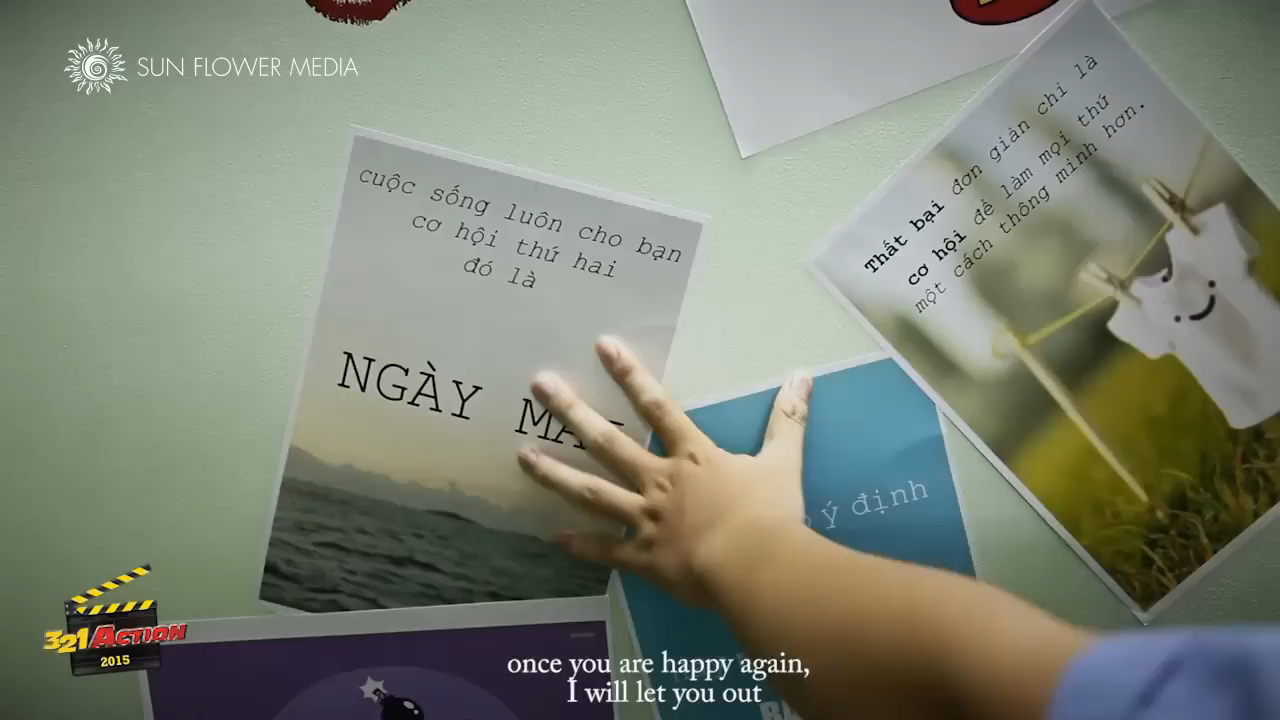 SUN FLOWER MEDIA
cuộc sống luôn cho bạn
cơ hội thứ hai
đó là
NGÀY
Thất bại đơn giản chỉ là
cơ hội để làm mọi thứ
một cách thông minh hơn.
ý định
321 ACTION
2015
once you are happy again,
I will let you out